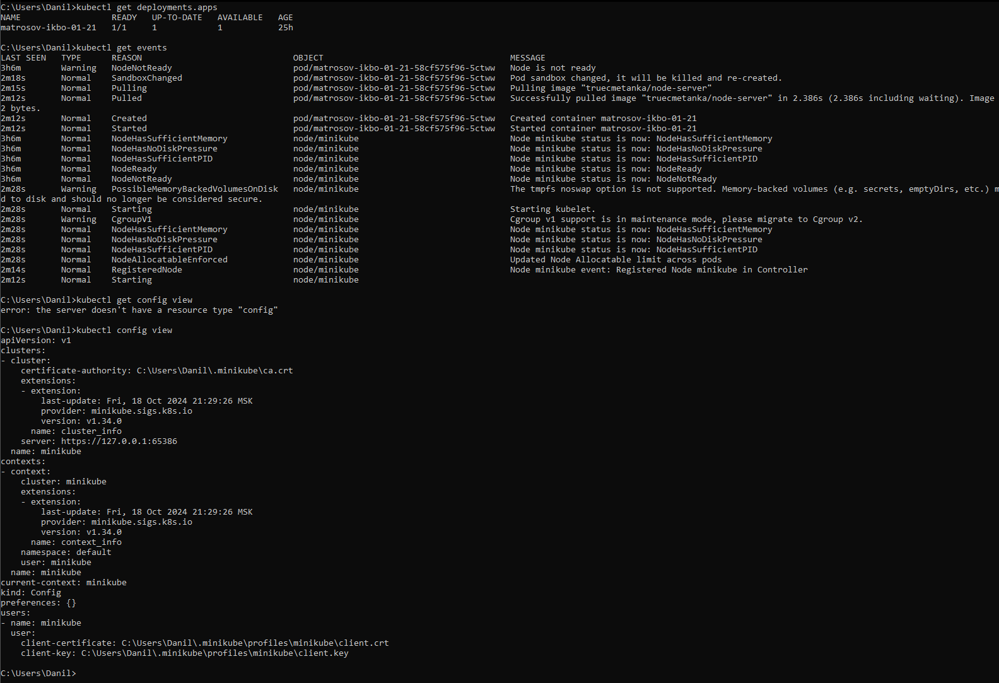 C:\Users\Danil>kubectl get deployments.apps
NAME                  READY   UP-TO-DATE   AVAILABLE   AGE
matrosov-ikbo-01-21   1/1     1            1           25h

C:\Users\Danil>kubectl get events
LAST SEEN   TYPE      REASON                           OBJECT                                     MESSAGE
3h6m        Warning   NodeNotReady                     pod/matrosov-ikbo-01-21-58cf575f96-5ctww   Node is not ready
2m18s       Normal    SandboxChanged                   pod/matrosov-ikbo-01-21-58cf575f96-5ctww   Pod sandbox changed, it will be killed and re-created.
2m15s       Normal    Pulling                          pod/matrosov-ikbo-01-21-58cf575f96-5ctww   Pulling image "truecmetanka/node-server"
2m12s       Normal    Pulled                           pod/matrosov-ikbo-01-21-58cf575f96-5ctww   Successfully pulled image "truecmetanka/node-server" in 2.386s (2.386s including waiting). Image
2 bytes.
2m12s       Normal    Created                          pod/matrosov-ikbo-01-21-58cf575f96-5ctww   Created container matrosov-ikbo-01-21
2m12s       Normal    Started                          pod/matrosov-ikbo-01-21-58cf575f96-5ctww   Started container matrosov-ikbo-01-21
3h6m        Normal    NodeHasSufficientMemory          node/minikube                              Node minikube status is now: NodeHasSufficientMemory
3h6m        Normal    NodeHasNoDiskPressure            node/minikube                              Node minikube status is now: NodeHasNoDiskPressure
3h6m        Normal    NodeHasSufficientPID             node/minikube                              Node minikube status is now: NodeHasSufficientPID
3h6m        Normal    NodeReady                        node/minikube                              Node minikube status is now: NodeReady
3h6m        Normal    NodeNotReady                     node/minikube                              Node minikube status is now: NodeNotReady
2m28s       Warning   PossibleMemoryBackedVolumesOnDisk   node/minikube                              The tmpfs noswap option is not supported. Memory-backed volumes (e.g. secrets, emptyDirs, etc.) m
d to disk and should no longer be considered secure.
2m28s       Normal    Starting                         node/minikube                              Starting kubelet.
2m28s       Warning   CgroupV1                         node/minikube                              Cgroup v1 support is in maintenance mode, please migrate to Cgroup v2.
2m28s       Normal    NodeHasSufficientMemory          node/minikube                              Node minikube status is now: NodeHasSufficientMemory
2m28s       Normal    NodeHasNoDiskPressure            node/minikube                              Node minikube status is now: NodeHasNoDiskPressure
2m28s       Normal    NodeHasSufficientPID             node/minikube                              Node minikube status is now: NodeHasSufficientPID
2m28s       Normal    NodeAllocatableEnforced          node/minikube                              Updated Node Allocatable limit across pods
2m14s       Normal    RegisteredNode                   node/minikube                              Node minikube event: Registered Node minikube in Controller
2m12s       Normal    Starting                         node/minikube

C:\Users\Danil>kubectl get config view
error: the server doesn't have a resource type "config"

C:\Users\Danil>kubectl config view
apiVersion: v1
clusters:
- cluster:
    certificate-authority: C:\Users\Danil\.minikube\ca.crt
    extensions:
    - extension:
        last-update: Fri, 18 Oct 2024 21:29:26 MSK
        provider: minikube.sigs.k8s.io
        version: v1.34.0
      name: cluster_info
    server: https://127.0.0.1:65386
  name: minikube
contexts:
- context:
    cluster: minikube
    extensions:
    - extension:
        last-update: Fri, 18 Oct 2024 21:29:26 MSK
        provider: minikube.sigs.k8s.io
        version: v1.34.0
      name: context_info
    namespace: default
    user: minikube
  name: minikube
current-context: minikube
kind: Config
preferences: {}
users:
- name: minikube
  user:
    client-certificate: C:\Users\Danil\.minikube\profiles\minikube\client.crt
    client-key: C:\Users\Danil\.minikube\profiles\minikube\client.key

C:\Users\Danil>